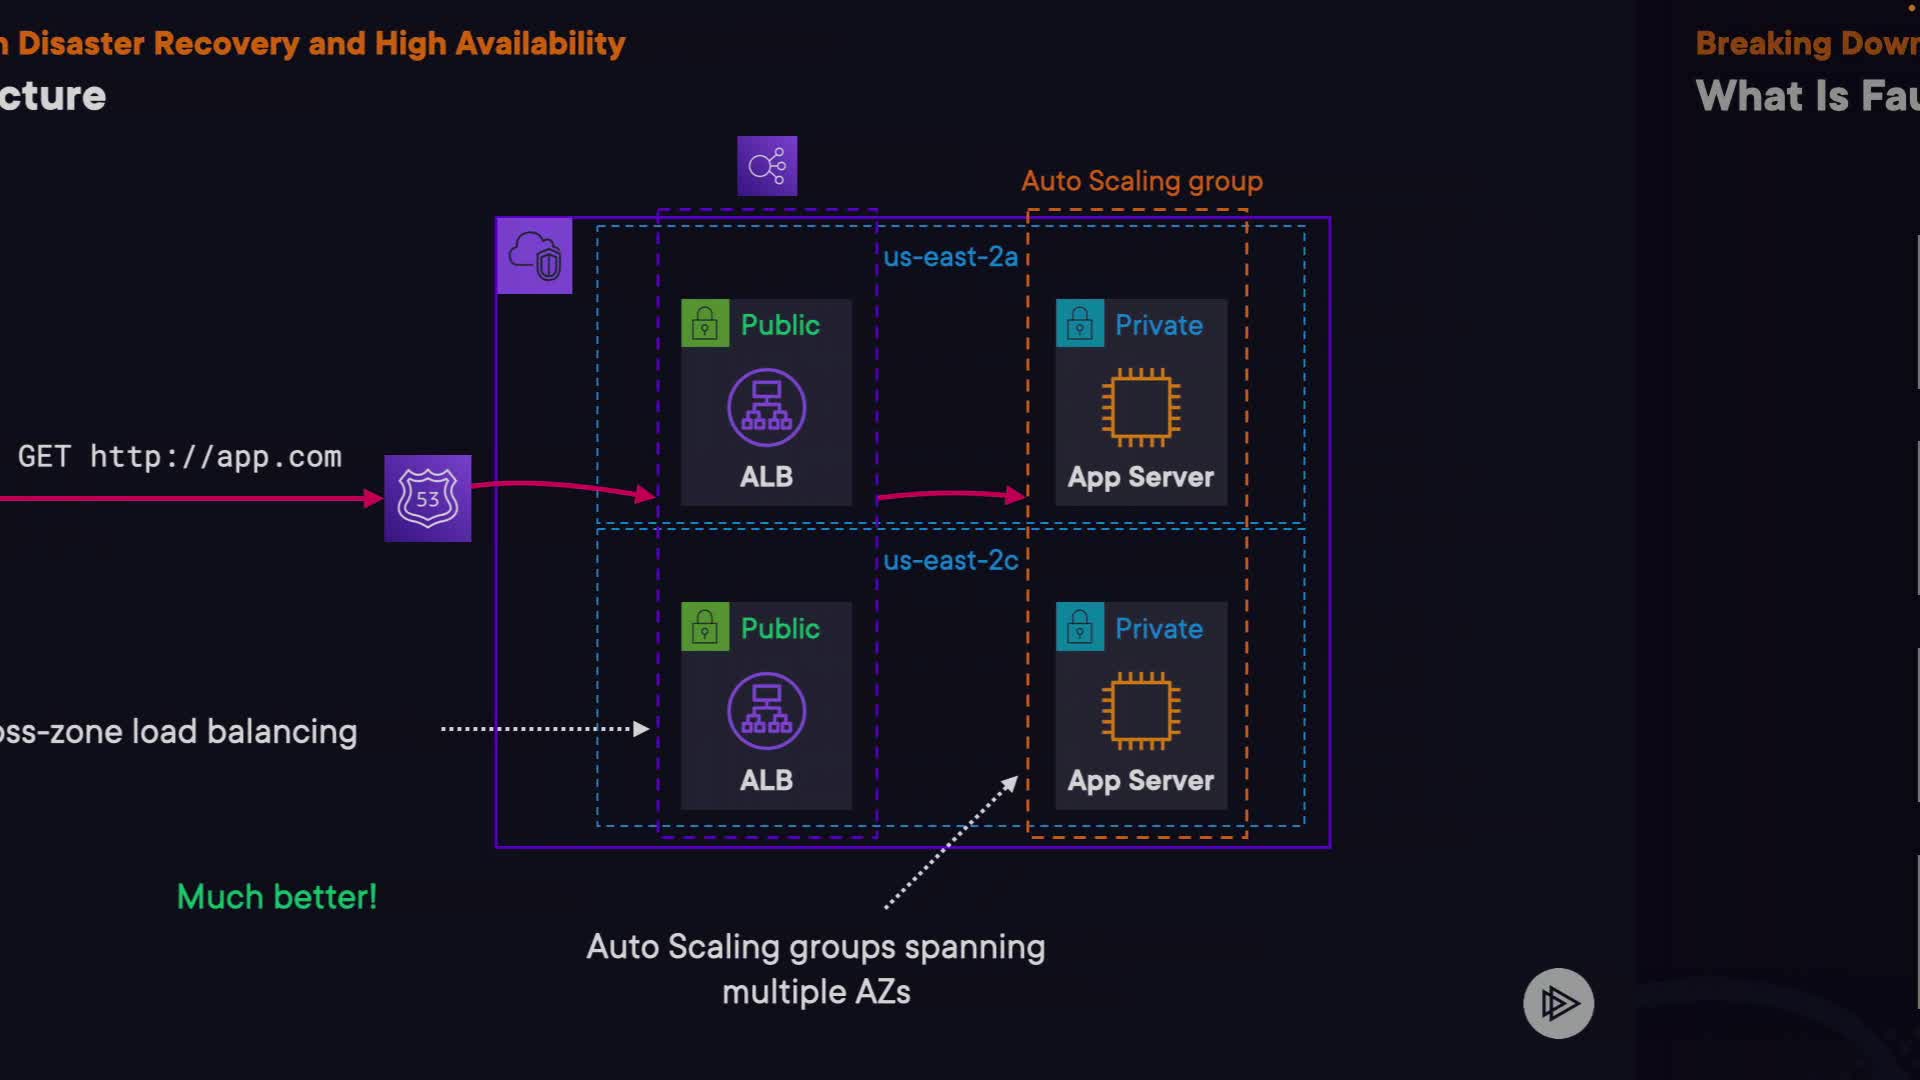 n Disaster Recovery and High Availability
cture
Auto Scaling group
us-east-2a
Public
Private
ALB
App Server
GET http://app.com
53
us-east-2c
Public
Private
ALB
App Server
oss-zone load balancing
Much better!
Auto Scaling groups spanning
multiple AZs
Breaking Down
What Is Fau